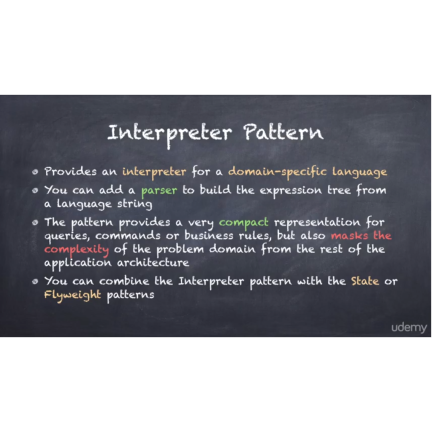 Interpreter Pattern
Provides an interpreter for a domain-specific language
You can add a parser to build the expression tree from
a language string
The pattern provides a very compact representation for
queries, commands or business rules, but also masks the
complexity of the problem domain from the rest of the
application architecture
You can combine the Interpreter pattern with the State or
Flyweight patterns
udemy